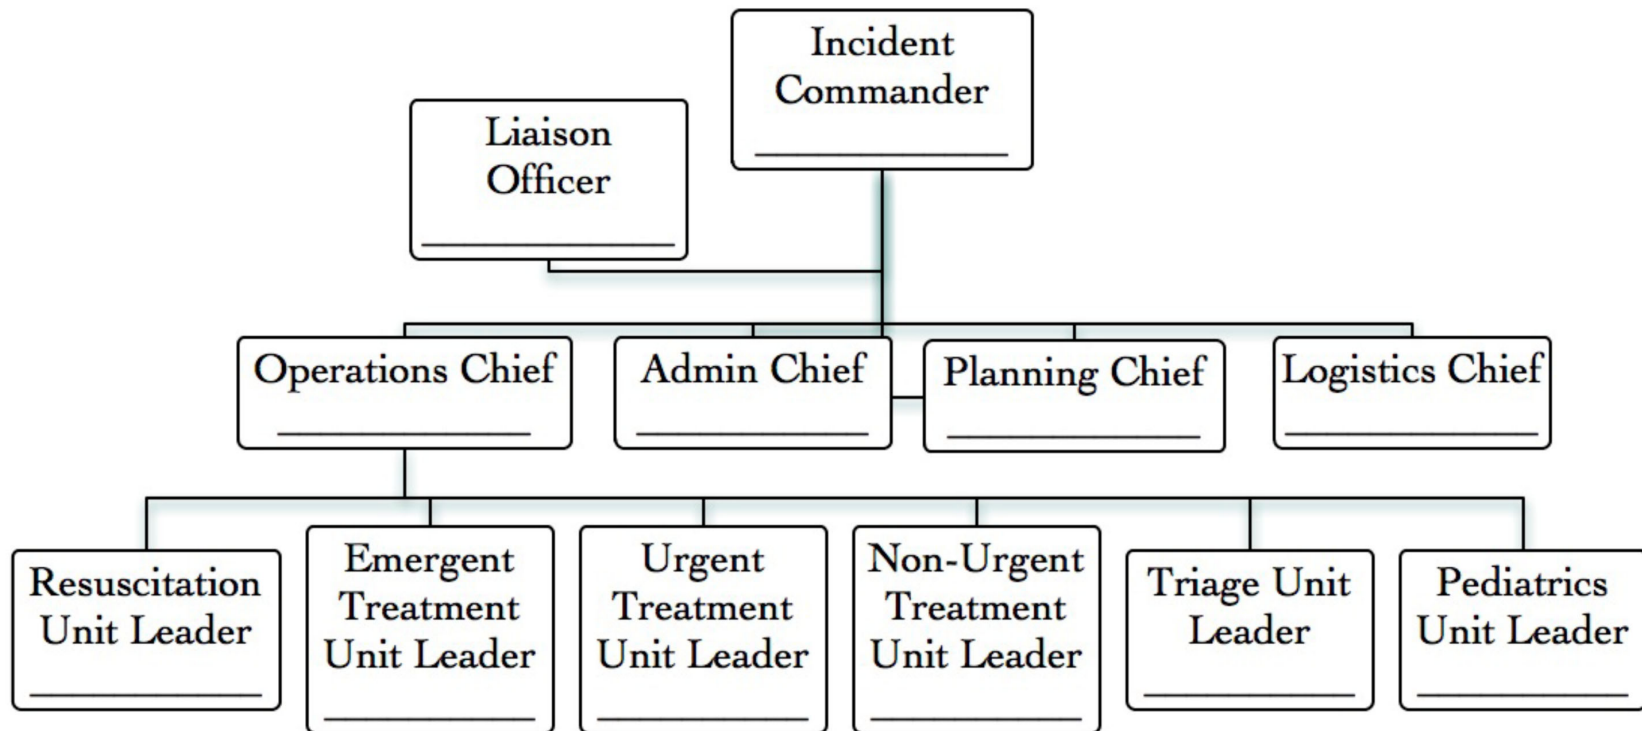 Incident
Commander
Liaison
Officer
Operations Chief
Admin Chief
Planning Chief
Logistics Chief
Resuscitation
Unit Leader
Emergent
Treatment
Unit Leader
Urgent
Treatment
Unit Leader
Non-Urgent
Treatment
Unit Leader
Triage Unit
Leader
Pediatrics
Unit Leader